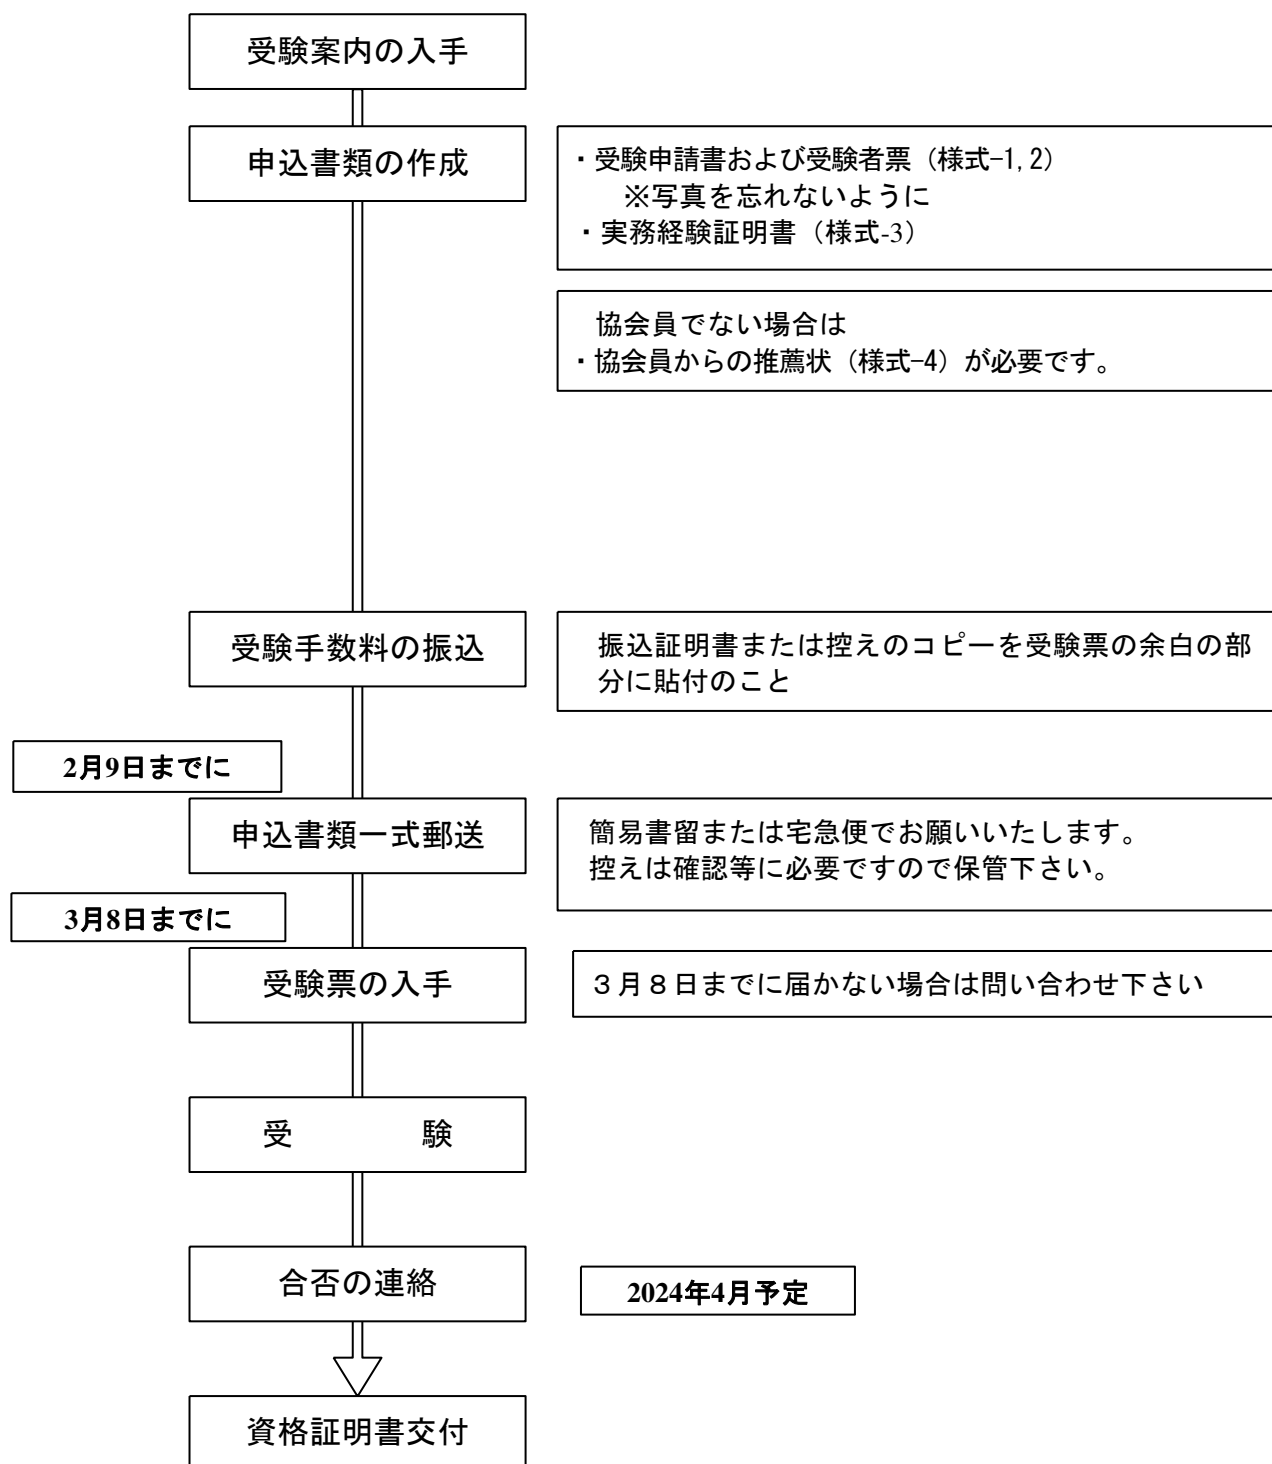 受験案内の入手
申込書類の作成
・受験申請書および受験者票（様式-1,2）
※写真を忘れないように
・実務経験証明書（様式-3）
協会員でない場合は
・協会員からの推薦状（様式-4）が必要です。
受験手数料の振込
振込証明書または控えのコピーを受験票の余白の部
分に貼付のこと
2月9日までに
申込書類一式郵送
簡易書留または宅急便でお願いいたします。
控えは確認等に必要ですので保管下さい。
3月8日までに
受験票の入手
３月８日までに届かない場合は問い合わせ下さい
受　　　験
合否の連絡
2024年4月予定
資格証明書交付